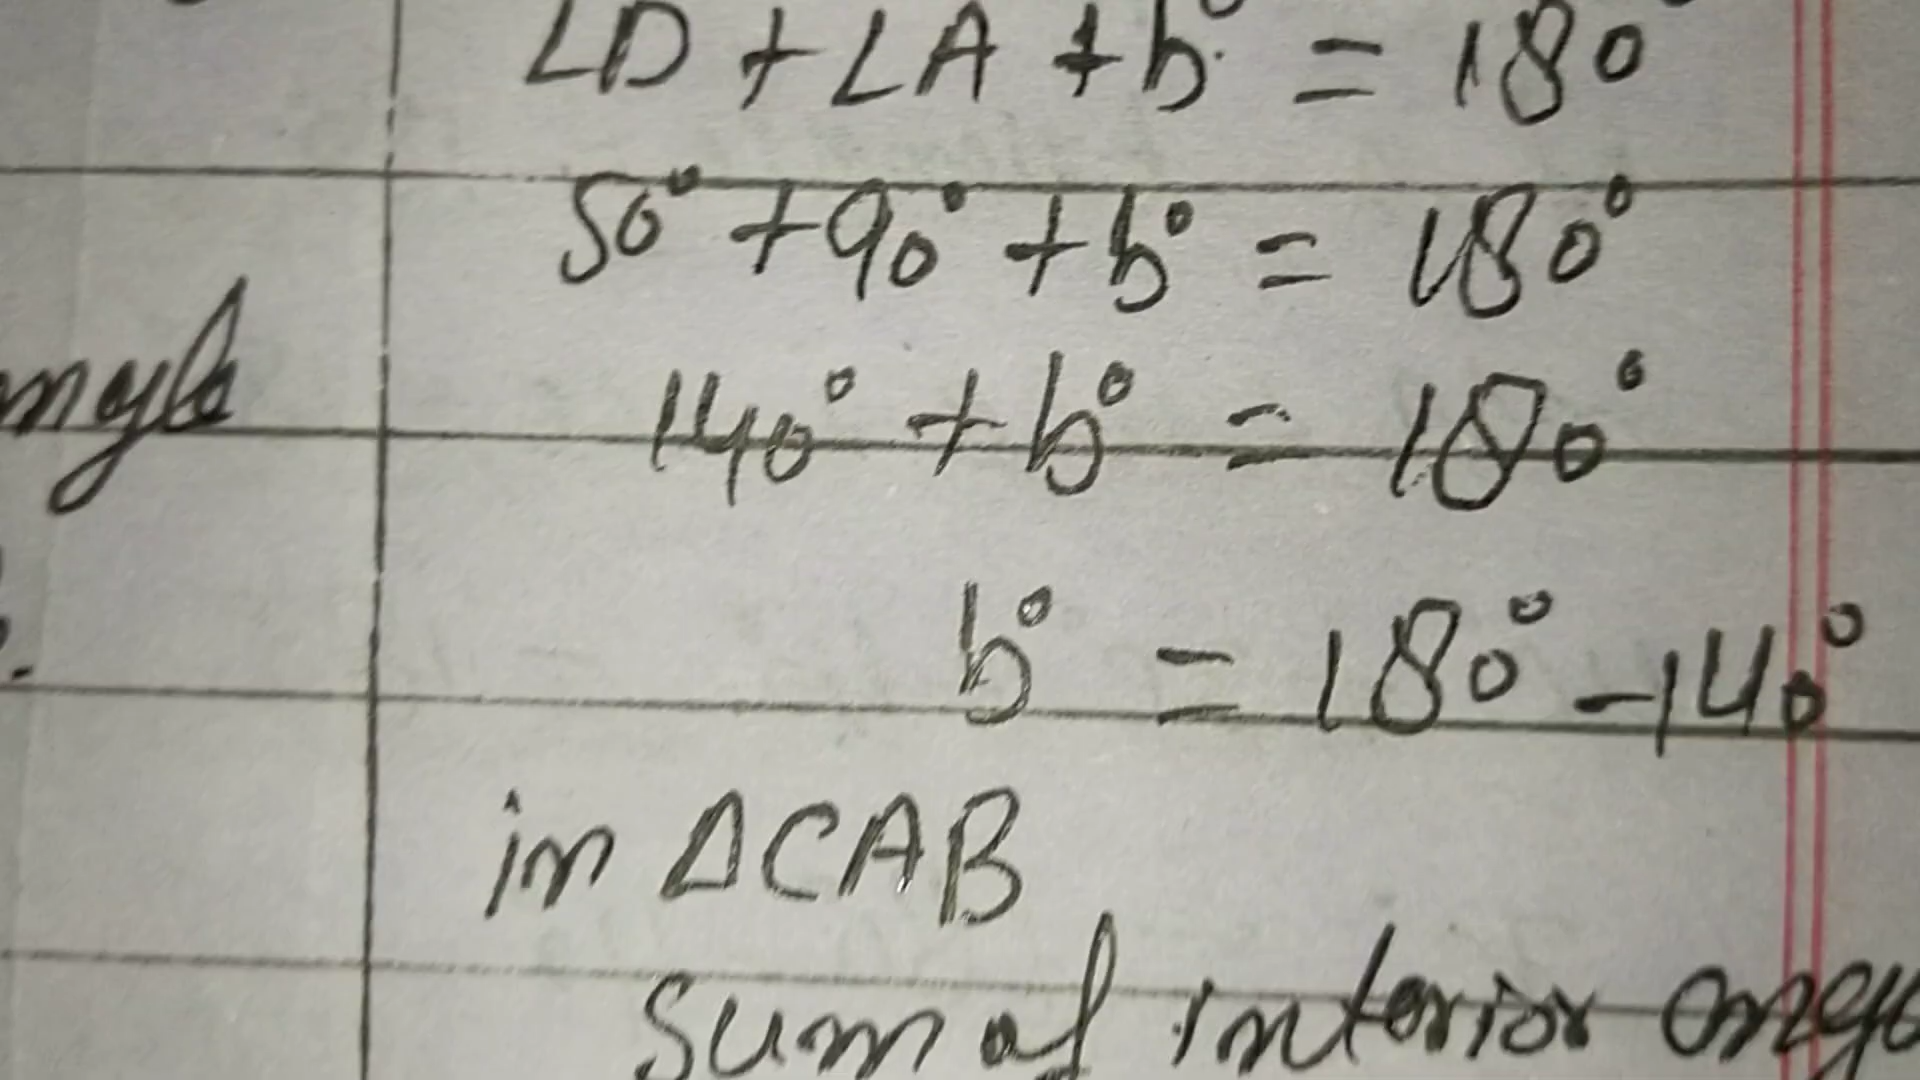 ∠D + ∠A + b° = 180°
50° + 90° + b° = 180°
angle
140° + b° = 180°
b° = 180° - 140°
in ΔCAB
Sum of interior